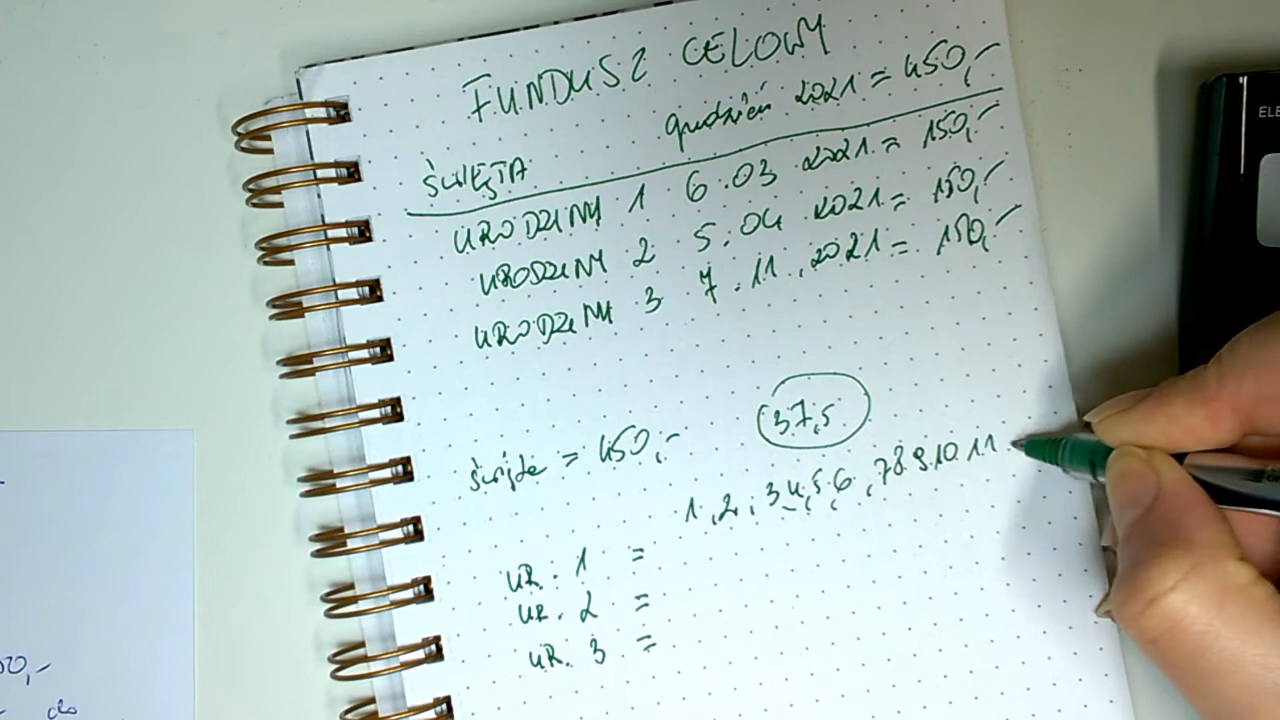 FUNDUSZ CELOWY
ŚWIĘTA grudzień 2021 = 450,-
URODZINY 1 6.03 2021 = 150,-
URODZINY 2 5.04 2021 = 150,-
URODZINY 3 7.11.2021 = 150,-
37,5
święta = 450,-
1,2,3,4,5,6,7 8 9 10 11
UR. 1 =
UR. 2 =
UR. 3 =
ELE
do